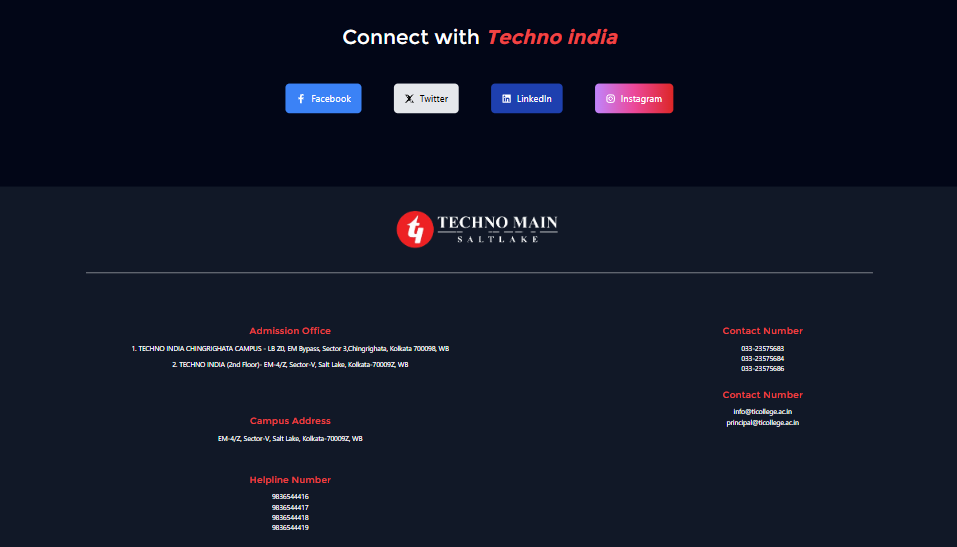 Connect with Techno india
Facebook
Twitter
LinkedIn
Instagram
TECHNO MAIN
SALTLAKE
Admission Office
1. TECHNO INDIA CHINGRIGHATA CAMPUS - LB Z0, EM Bypass, Sector 3,Chingrighata, Kolkata 700098, WB
2. TECHNO INDIA (2nd Floor)- EM-4/Z, Sector-V, Salt Lake, Kolkata-70009Z, WB
Campus Address
EM-4/Z, Sector-V, Salt Lake, Kolkata-70009Z, WB
Helpline Number
9836544416
9836544417
9836544418
9836544419
Contact Number
033-23575683
033-23575684
033-23575686
Contact Number
info@ticollege.ac.in
principal@ticollege.ac.in